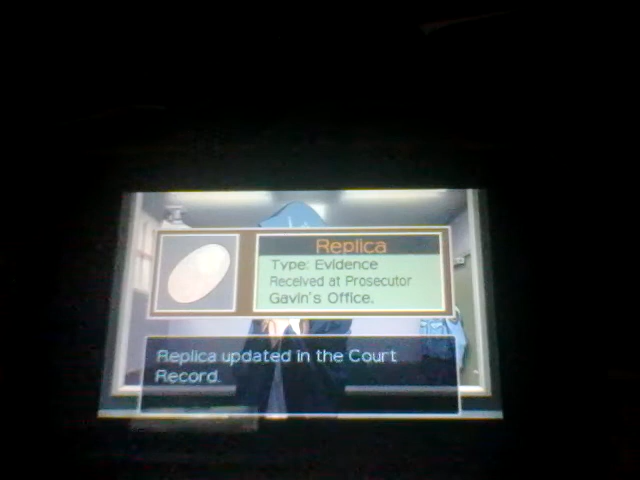 Replica
Type: Evidence
Received at Prosecutor
Gavin's Office.
Replica updated in the Court
Record.